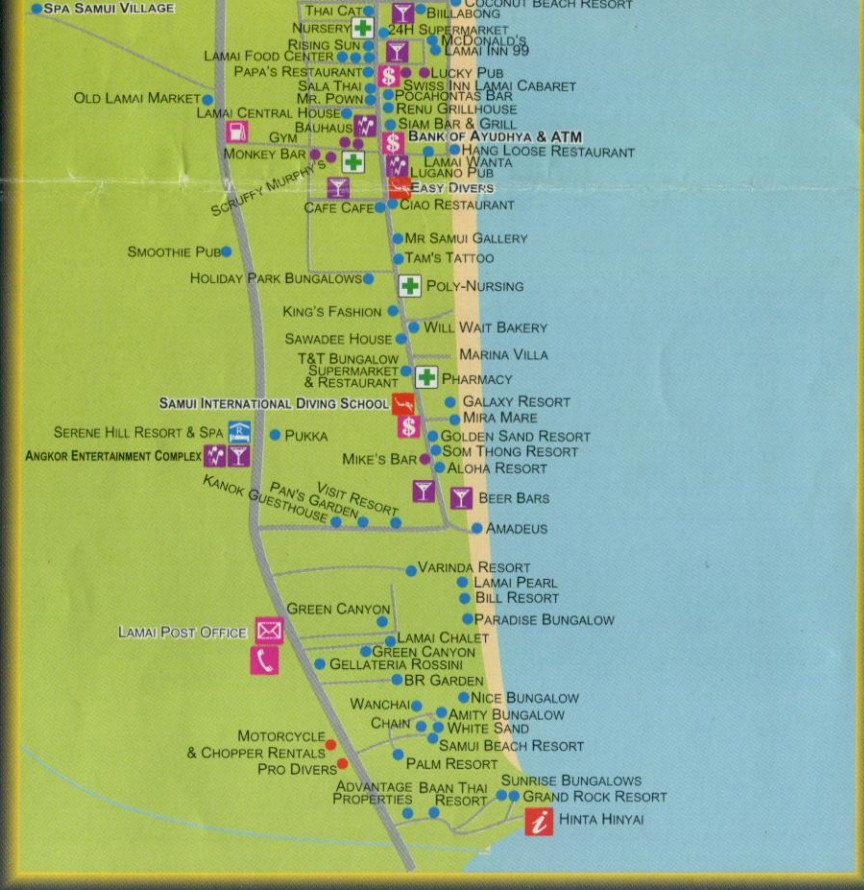 Coconut Beach Resort
Spa Samui Village
Thai Cat
Biillabong
Nursery
24H Supermarket
McDonald's
Rising Sun
Lamai Inn 99
Lamai Food Center
Papa's Restaurant
$
Lucky Pub
Sala Thai
Swiss Inn Lamai Cabaret
Old Lamai Market
Mr. Pown
Pocahontas Bar
Renu Grillhouse
Lamai Central House
Bauhaus
Siam Bar & Grill
Gym
$
Bank of Ayudhya & ATM
Monkey Bar
Hang Loose Restaurant
Lamai Wanta
Scruffy Murphy's
Lugano Pub
Easy Divers
Cafe Cafe
Ciao Restaurant
Mr Samui Gallery
Smoothie Pub
Tam's Tattoo
Holiday Park Bungalows
Poly-Nursing
King's Fashion
Will Wait Bakery
Sawadee House
Marina Villa
T&T Bungalow
Supermarket
& Restaurant
Pharmacy
Samui International Diving School
Galaxy Resort
Mira Mare
$
Serene Hill Resort & Spa
R
Pukka
Golden Sand Resort
Som Thong Resort
Angkor Entertainment Complex
Mike's Bar
Aloha Resort
Kanok Guesthouse
Pan's Garden
Visit Resort
Beer Bars
Amadeus
Varinda Resort
Lamai Pearl
Bill Resort
Green Canyon
Paradise Bungalow
Lamai Post Office
Lamai Chalet
Green Canyon
Gellateria Rossini
BR Garden
Nice Bungalow
Wanchai
Amity Bungalow
Chain
White Sand
Motorcycle
& Chopper Rentals
Samui Beach Resort
Pro Divers
Palm Resort
Advantage
Properties
Baan Thai
Resort
Sunrise Bungalows
Grand Rock Resort
i
Hinta Hinyai